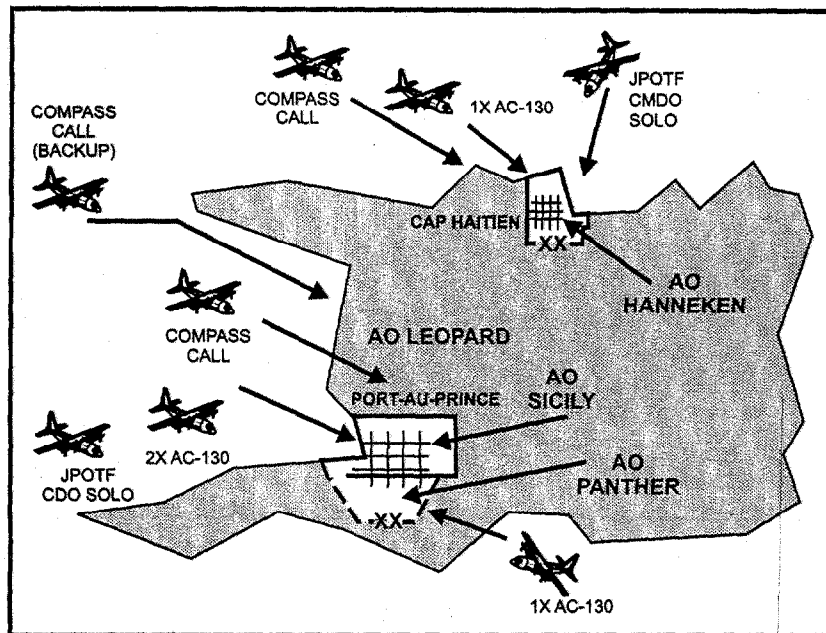 COMPASS
CALL
1X AC-130
JPOTF
CMDO
SOLO
COMPASS
CALL
(BACKUP)
CAP HAITIEN
XX
AO
HANNEKEN
COMPASS
CALL
AO LEOPARD
PORT-AU-PRINCE
AO
SICILY
2X AC-130
JPOTF
CDO SOLO
AO
PANTHER
-XX-
1X AC-130